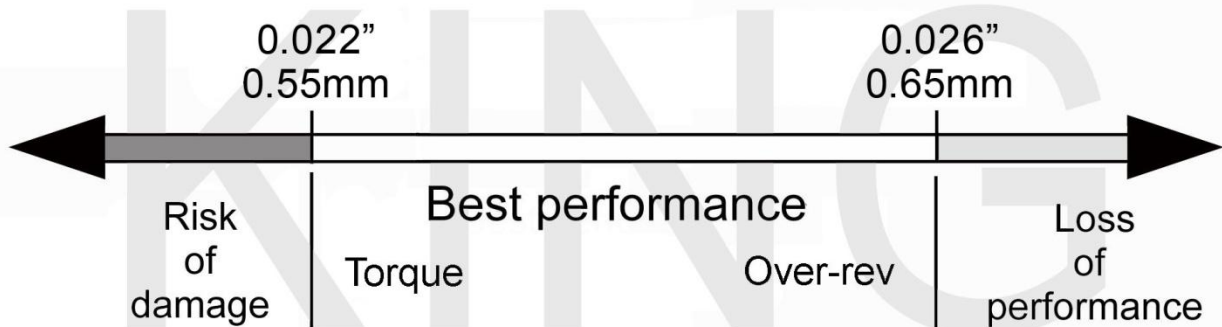 KING
0.022”
0.55mm
0.026”
0.65mm
Risk
of
damage
Best performance
Torque
Over-rev
Loss
of
performance